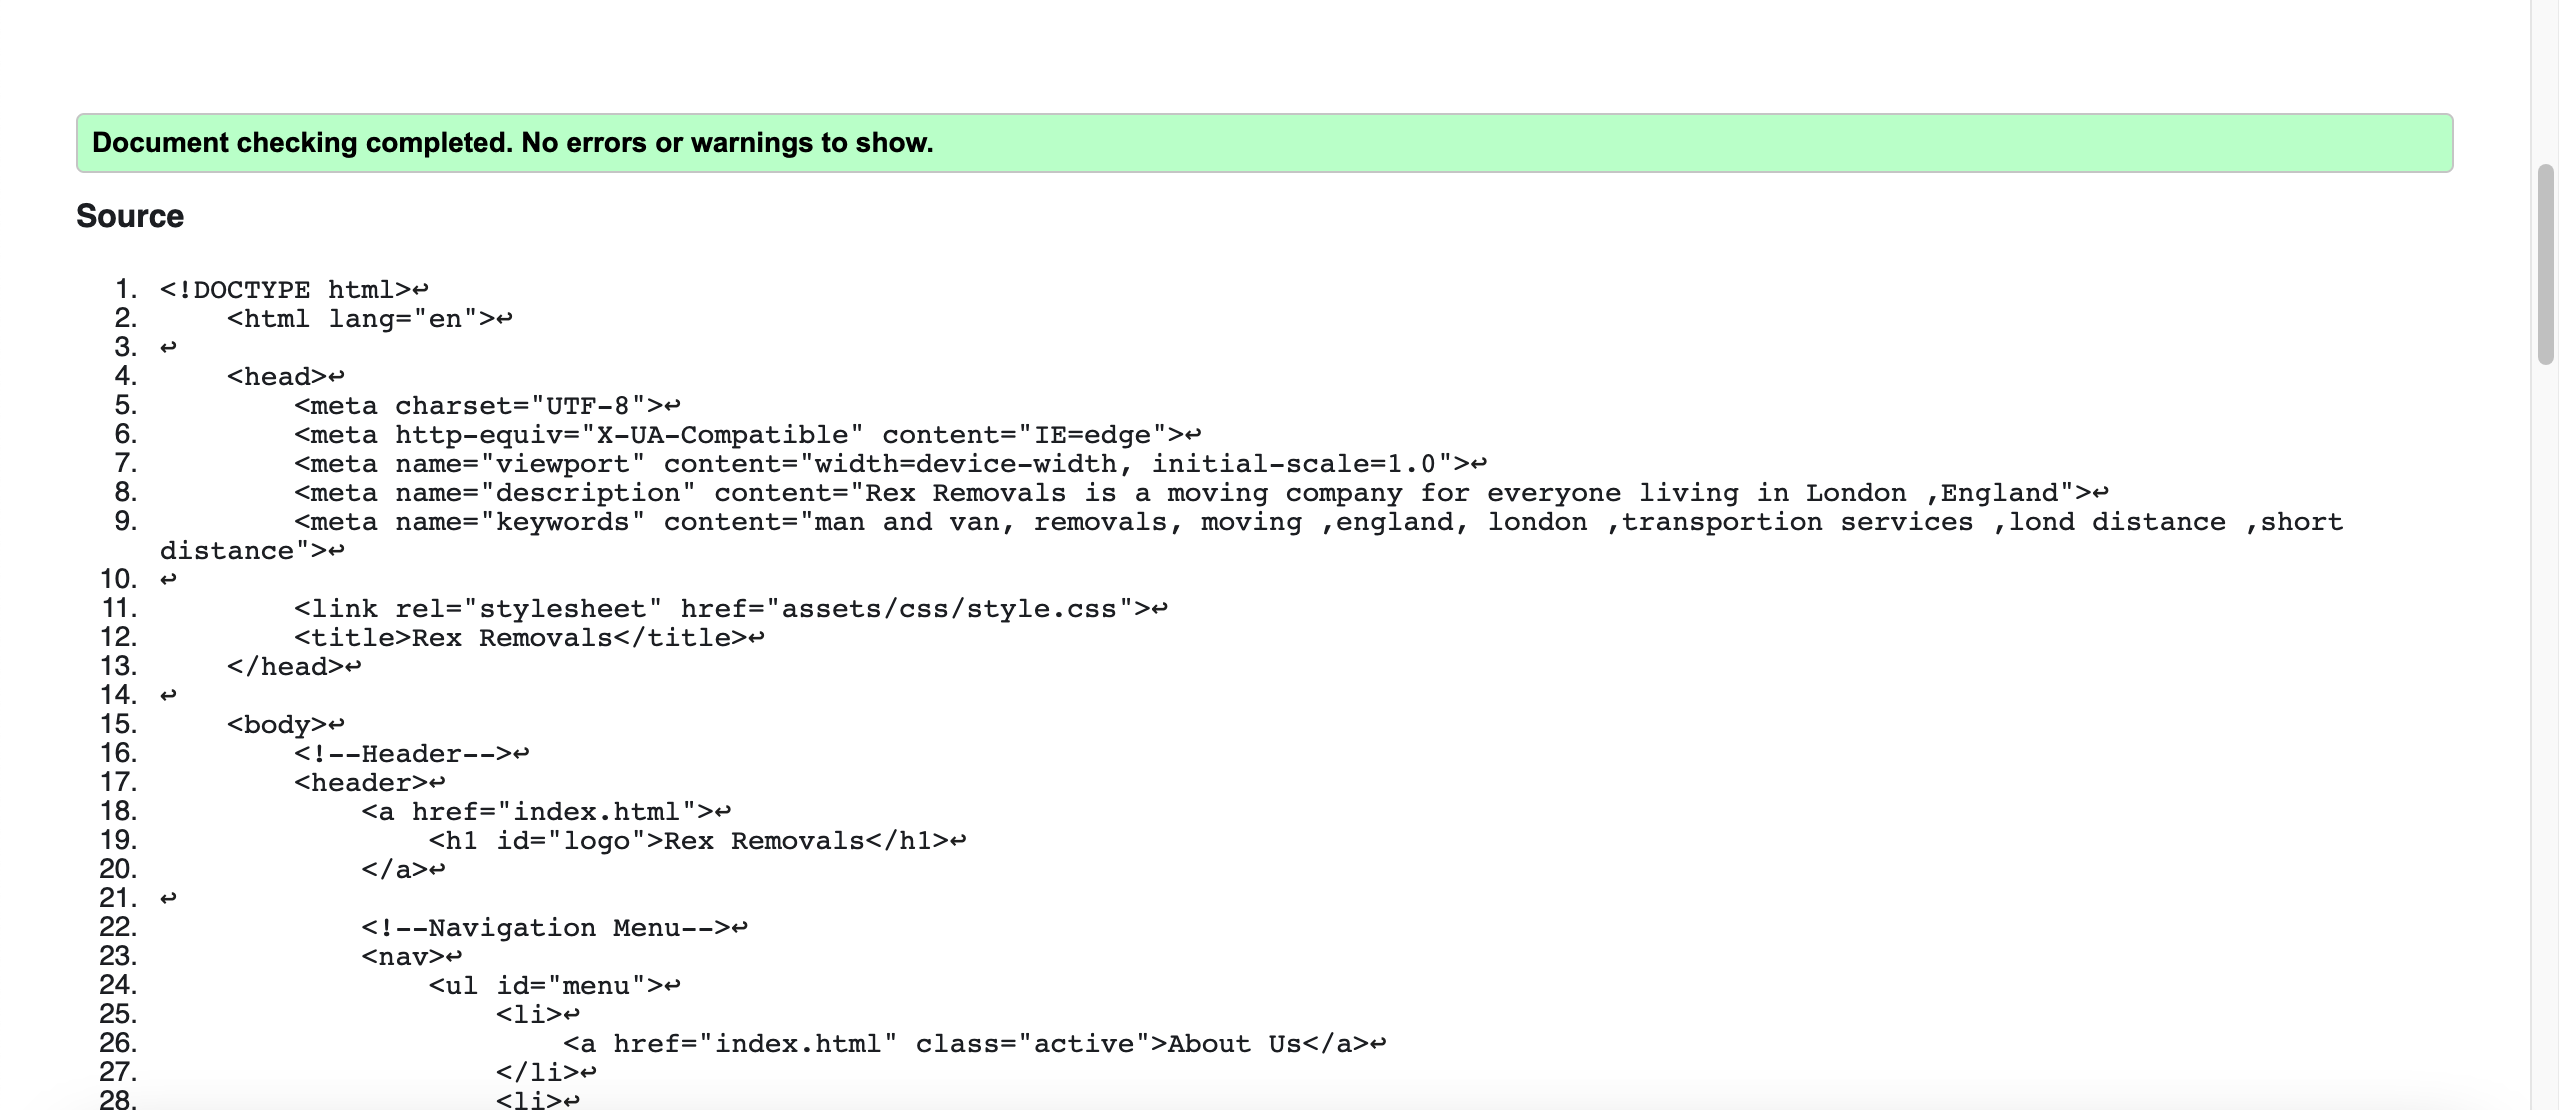 Document checking completed. No errors or warnings to show.
Source
1. <!DOCTYPE html>↩
2.     <html lang="en">↩
3. ↩
4.     <head>↩
5.         <meta charset="UTF-8">↩
6.         <meta http-equiv="X-UA-Compatible" content="IE=edge">↩
7.         <meta name="viewport" content="width=device-width, initial-scale=1.0">↩
8.         <meta name="description" content="Rex Removals is a moving company for everyone living in London ,England">↩
9.         <meta name="keywords" content="man and van, removals, moving ,england, london ,transportion services ,lond distance ,short
distance">↩
10. ↩
11.         <link rel="stylesheet" href="assets/css/style.css">↩
12.         <title>Rex Removals</title>↩
13.     </head>↩
14. ↩
15.     <body>↩
16.         <!--Header-->↩
17.         <header>↩
18.             <a href="index.html">↩
19.                 <h1 id="logo">Rex Removals</h1>↩
20.             </a>↩
21. ↩
22.             <!--Navigation Menu-->↩
23.             <nav>↩
24.                 <ul id="menu">↩
25.                     <li>↩
26.                         <a href="index.html" class="active">About Us</a>↩
27.                     </li>↩
28.                     <li>↩